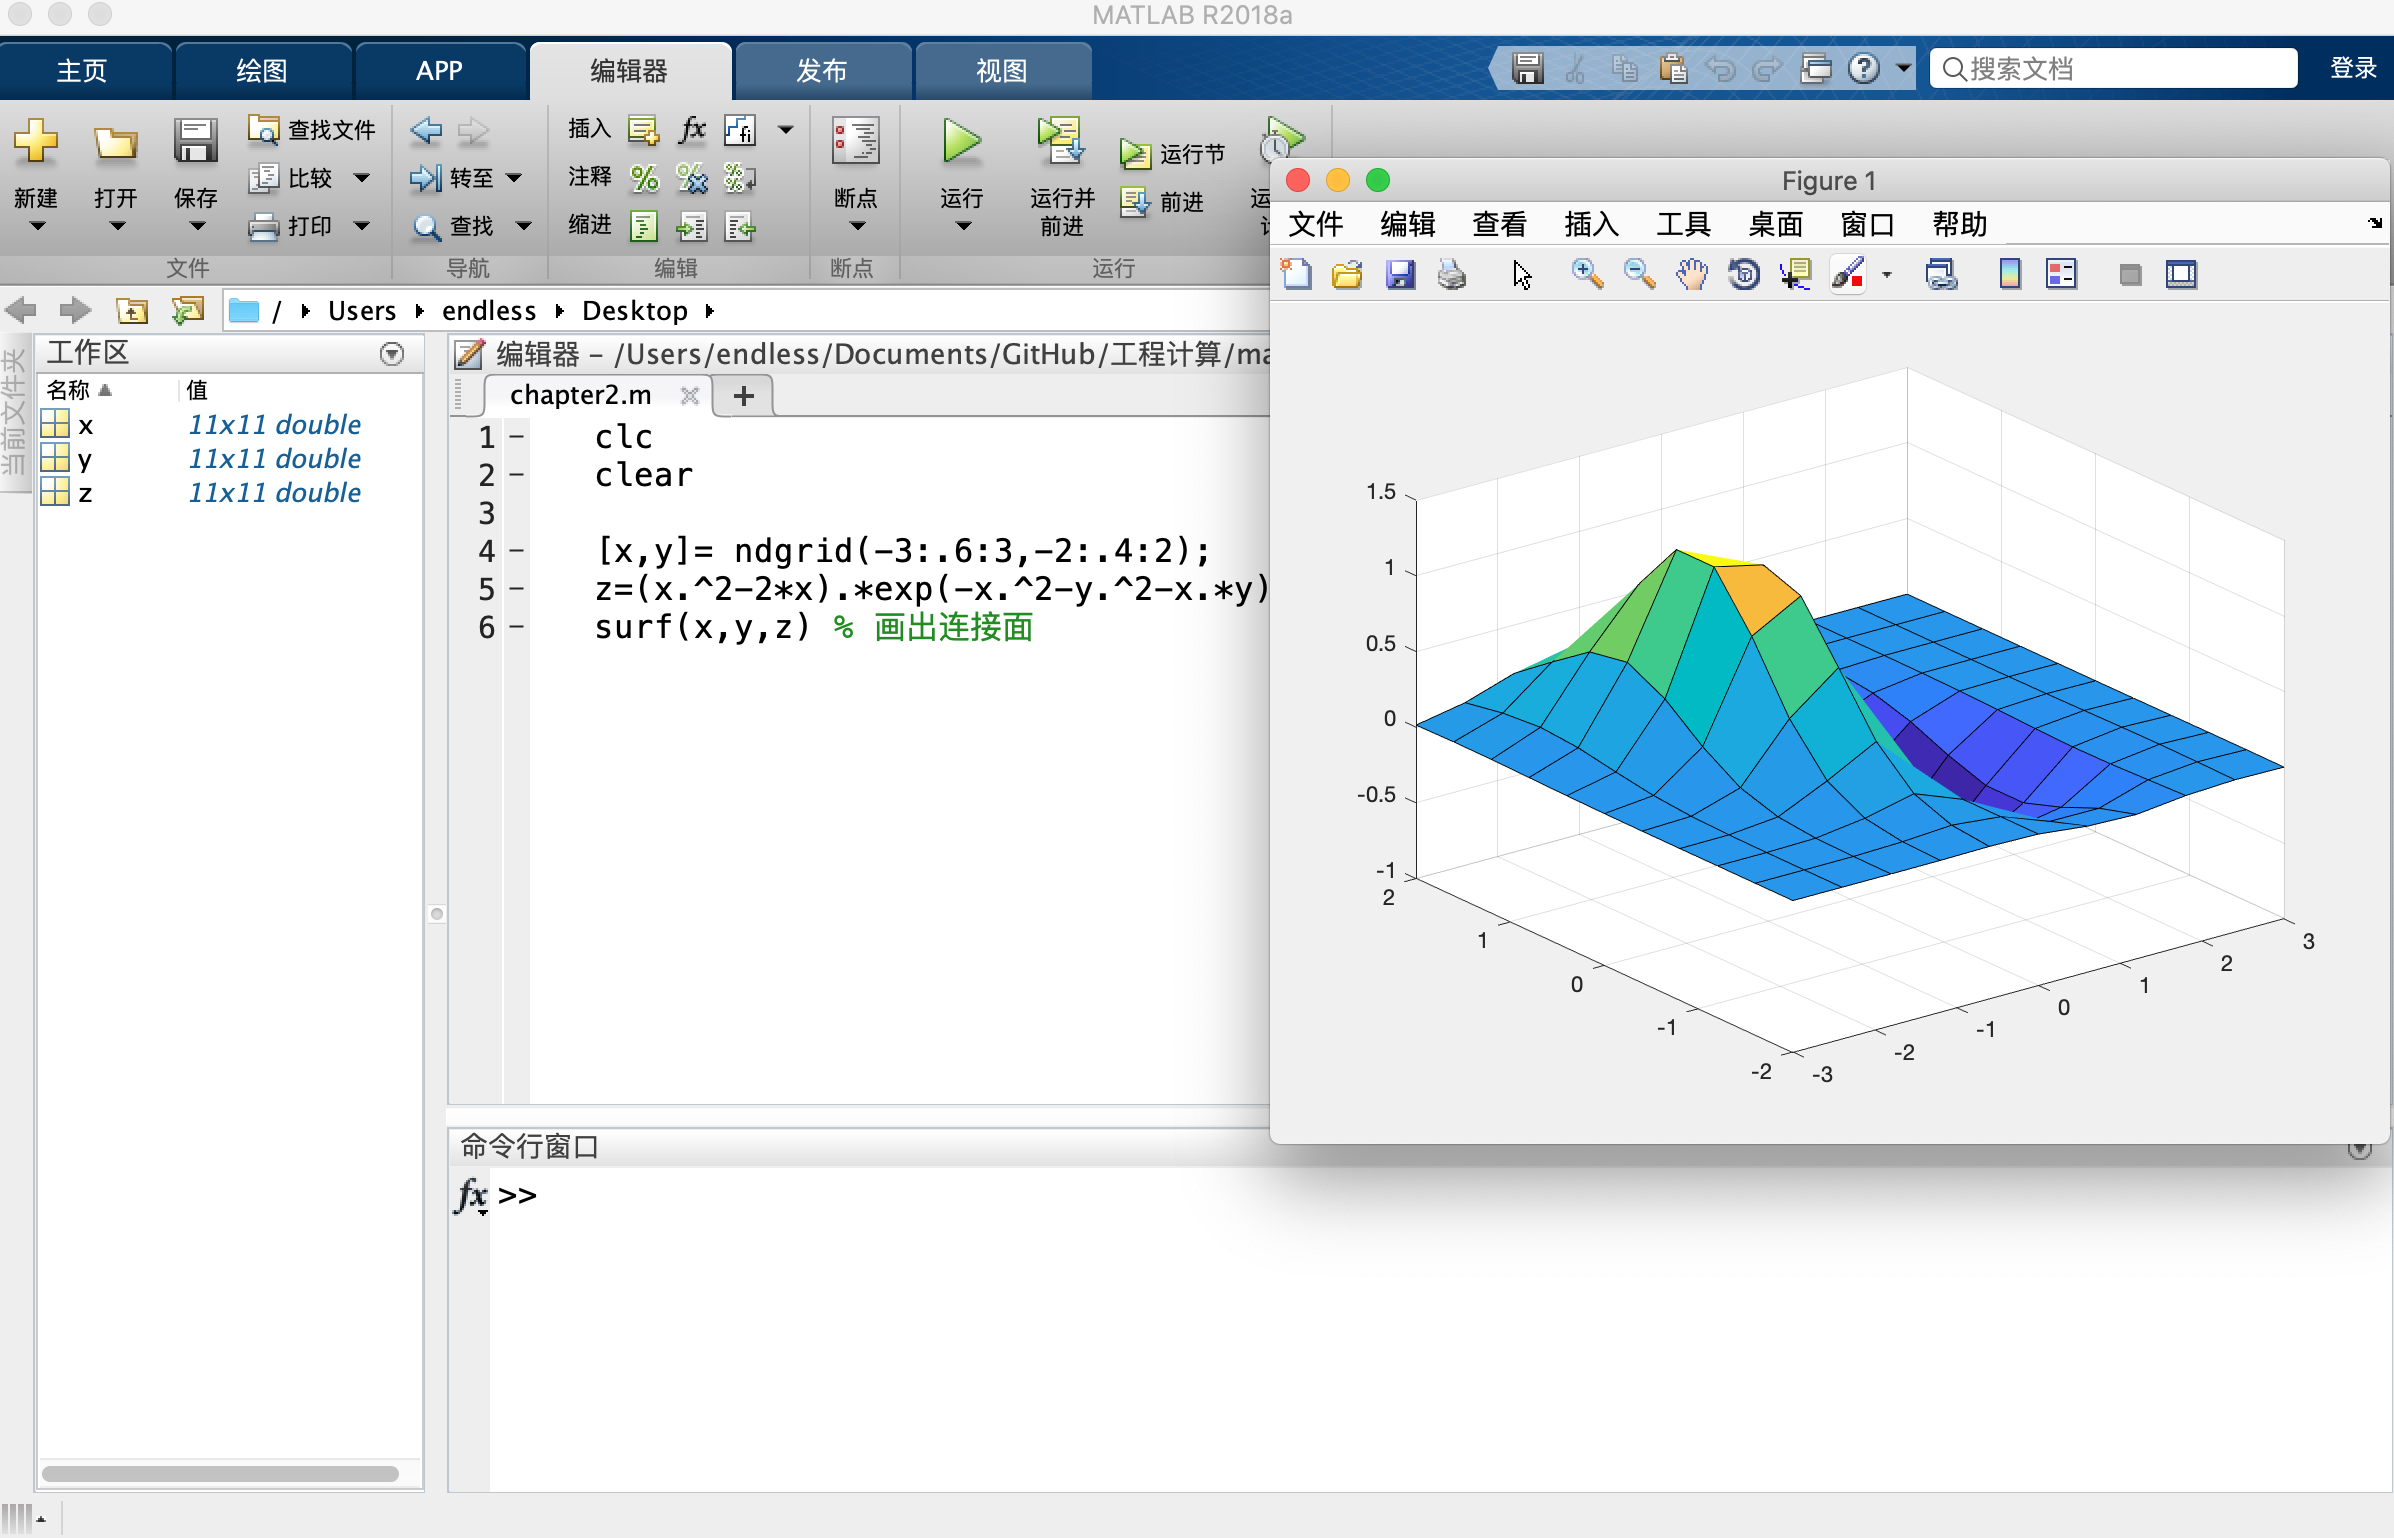 MATLAB R2018a
主页 绘图 APP 编辑器 发布 视图 搜索文档 登录
新建 打开 保存 查找文件 比较 打印 文件
转至 查找 导航
插入 fx fi
注释
缩进
编辑
断点 断点
运行 运行并前进 运行节 前进 运行
/ Users endless Desktop
当前文件夹
工作区
名称 值
x 11x11 double
y 11x11 double
z 11x11 double
编辑器 – /Users/endless/Documents/GitHub/工程计算/ma
chapter2.m +
1 – clc
2 – clear
3
4 – [x,y]= ndgrid(-3:.6:3,-2:.4:2);
5 – z=(x.^2-2*x).*exp(-x.^2-y.^2-x.*y)
6 – surf(x,y,z) % 画出连接面
命令行窗口
fx >>
Figure 1
文件 编辑 查看 插入 工具 桌面 窗口 帮助
1.5
1
0.5
0
-0.5
-1
2
1
0
-1
-2
-3
-2
-1
0
1
2
3